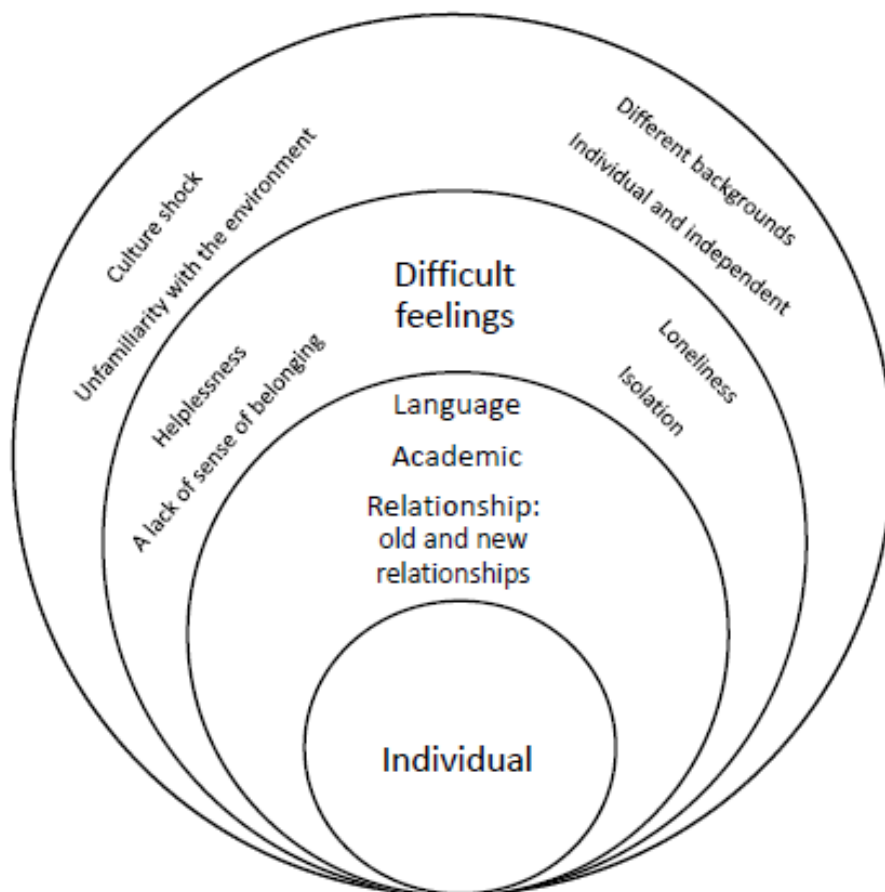 Culture shock
Unfamiliarity with the environment
Different backgrounds
Individual and independent
Difficult
feelings
Helplessness
A lack of sense of belonging
Loneliness
Isolation
Language
Academic
Relationship:
old and new
relationships
Individual